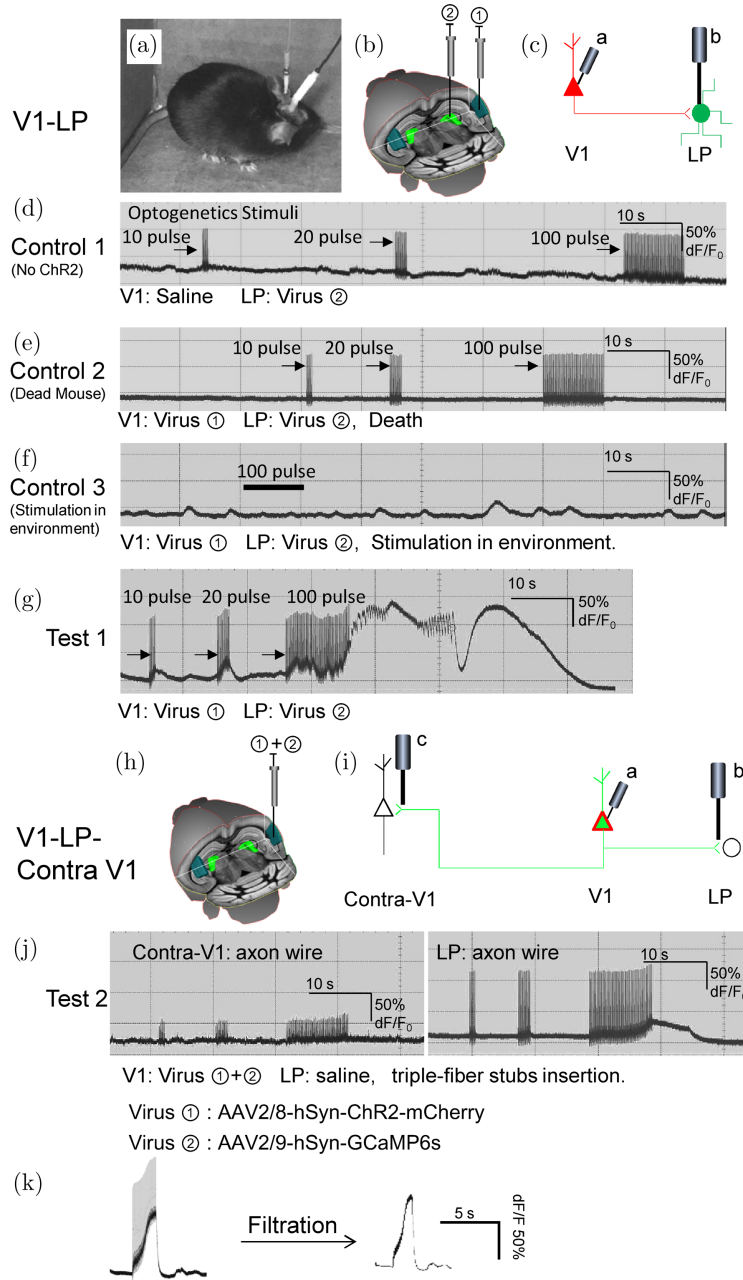 (a)
(b)
② ①
(c)
a
b
V1-LP
V1
LP
(d)
Control 1
(No ChR2)
Optogenetics Stimuli
10 pulse
20 pulse
100 pulse
10 s
50%
dF/F₀
V1: Saline LP: Virus ②
(e)
Control 2
(Dead Mouse)
10 pulse
20 pulse
100 pulse
10 s
50%
dF/F₀
V1: Virus ① LP: Virus ②, Death
(f)
Control 3
(Stimulation in
environment)
100 pulse
10 s
50%
dF/F₀
V1: Virus ① LP: Virus ②, Stimulation in environment.
(g)
Test 1
10 pulse
20 pulse
100 pulse
10 s
50%
dF/F₀
V1: Virus ① LP: Virus ②
(h)
①+②
(i)
c
a
b
V1-LP-
Contra V1
Contra-V1
V1
LP
(j)
Test 2
Contra-V1: axon wire
10 s
50%
dF/F₀
LP: axon wire
10 s
50%
dF/F₀
V1: Virus ①+② LP: saline, triple-fiber stubs insertion.
Virus ① : AAV2/8-hSyn-ChR2-mCherry
Virus ② : AAV2/9-hSyn-GCaMP6s
(k)
Filtration
5 s
dF/F 50%